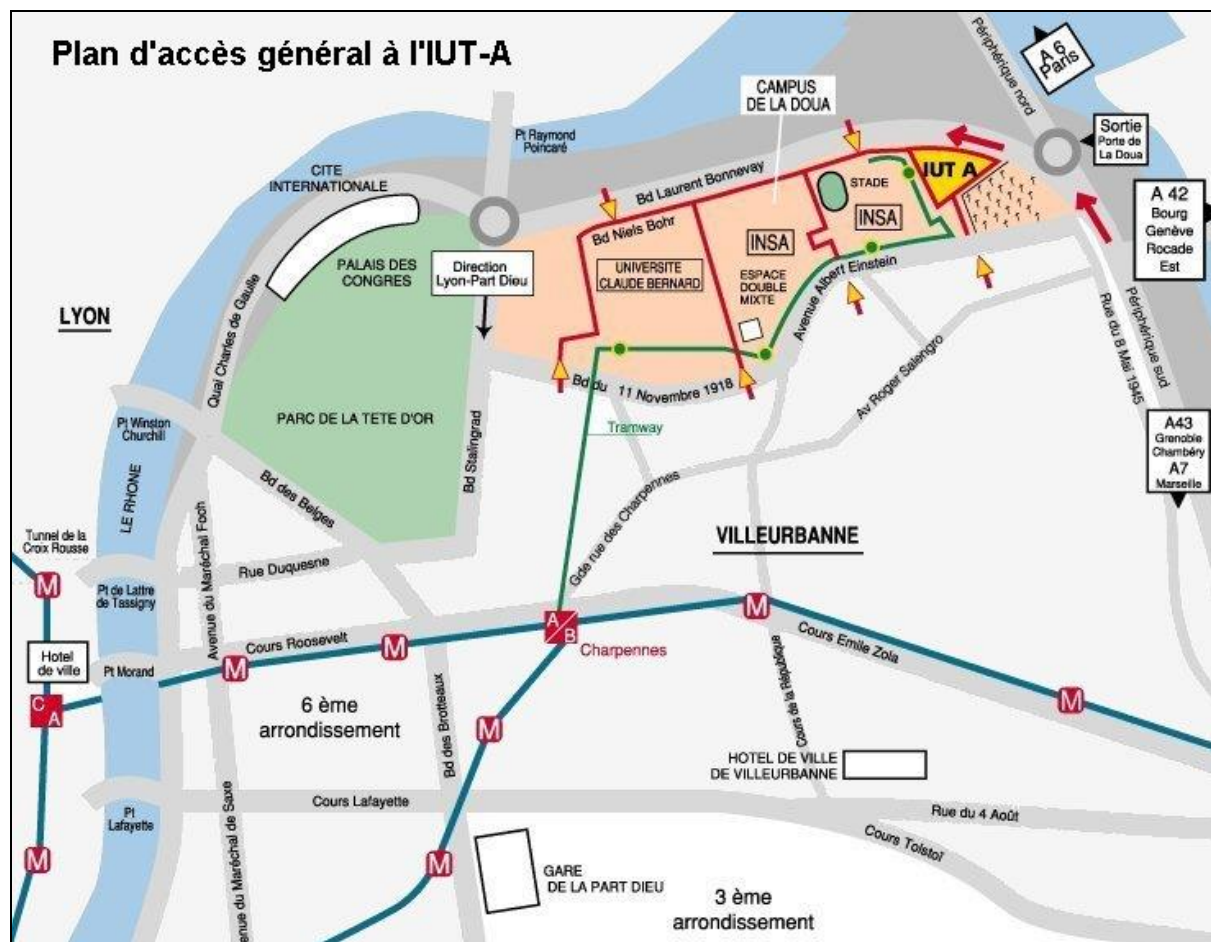 Plan d'accès général à l'IUT-A
A 6
Paris
Périphérique nord
CAMPUS
DE LA DOUA
Sortie
Porte de
La Doua
Pt Raymond
Poincaré
CITE
INTERNATIONALE
Bd Laurent Bonnevay
STADE
IUT A
A 42
Bourg
Genève
Rocade
Est
Bd Niels Bohr
INSA
INSA
PALAIS DES
CONGRES
Direction
Lyon-Part Dieu
UNIVERSITE
CLAUDE BERNARD
ESPACE
DOUBLE
MIXTE
Avenue Albert Einstein
LYON
Quai Charles de Gaulle
Rue du 8 Mai 1945
Périphérique sud
Bd du 11 Novembre 1918
Av Roger Salengro
Pt Winston
Churchill
PARC DE LA TETE D'OR
Bd Stalingrad
Tramway
A43
Grenoble
Chambéry
A7
Marseille
LE RHONE
Bd des Belges
Gde rue des Charpennes
VILLEURBANNE
Tunnel de la
Croix Rousse
Avenue du Maréchal Foch
Rue Duquesne
M
Pt de Lattre
de Tassigny
A
B
M
Cours Roosevelt
M
M
Charpennes
Cours Emile Zola
Hotel
de ville
Pt Morand
Cours de la République
M
C
A
6 ème
arrondissement
Bd des Brotteaux
M
HOTEL DE VILLE
DE VILLEURBANNE
Cours Lafayette
Rue du 4 Août
Pt
Lafayette
Cours Tolstoï
M
M
GARE
DE LA PART DIEU
3 ème
arrondissement
enue du Maréchal de Saxe